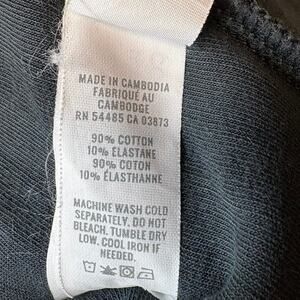 MADE IN CAMBODIA
FABRIQUÉ AU
CAMBODGE
RN 54485 CA 03873
90% COTTON
10% ELASTANE
90% COTON
10% ÉLASTHANNE
MACHINE WASH COLD
SEPARATELY. DO NOT
BLEACH. TUMBLE DRY
LOW. COOL IRON IF
NEEDED.